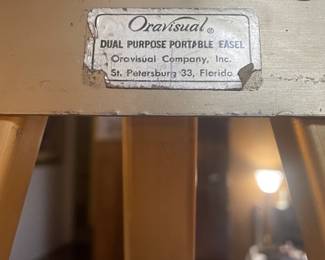 Oravisual ®
DUAL PURPOSE PORTABLE EASEL
Oravisual Company, Inc.
St. Petersburg 33, Florida